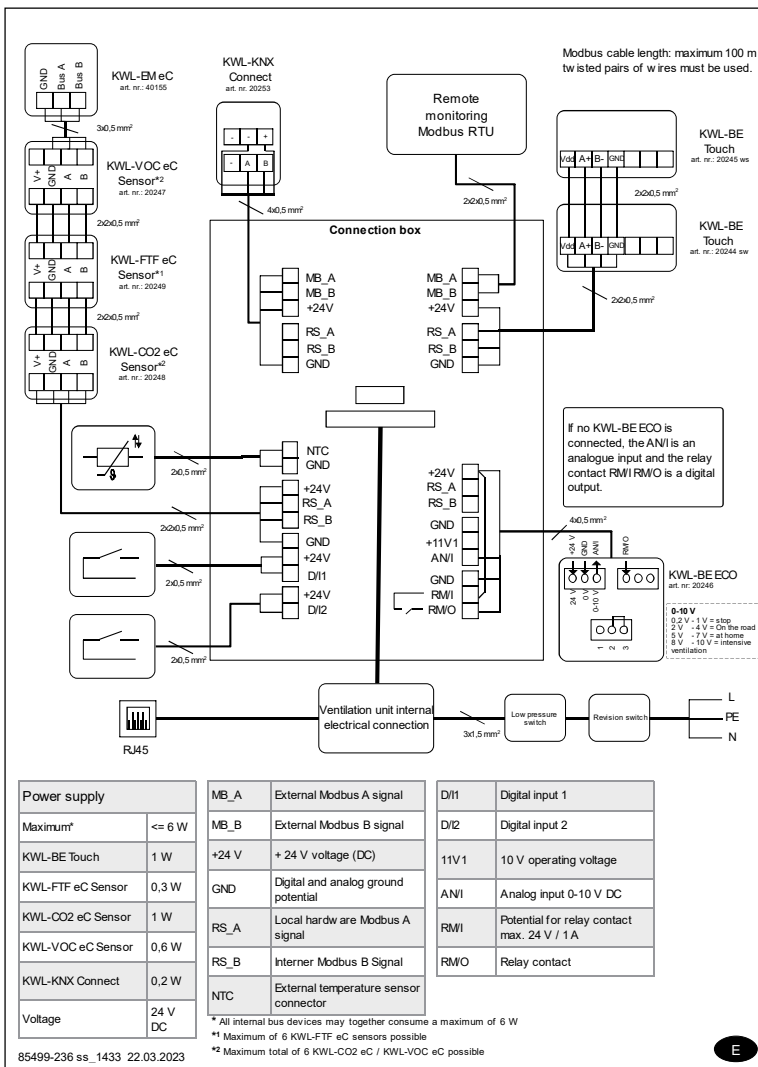 GND
Bus A
Bus B
KWL-EM eC
art. nr.: 40155
3x0,5 mm²
V+
GND
A
B
KWL-VOC eC
Sensor*2
art. nr.: 20247
2x2x0,5 mm²
V+
GND
A
B
KWL-FTF eC
Sensor*1
art. nr.: 20249
2x2x0,5 mm²
V+
GND
A
B
KWL-CO2 eC
Sensor*2
art. nr.: 20248
KWL-KNX
Connect
art. nr. 20253
- - +
- A B
4x0,5 mm²
Remote
monitoring
Modbus RTU
2x2x0,5 mm²
Modbus cable length: maximum 100 m
twisted pairs of wires must be used.
Vdd A+ B- GND
KWL-BE
Touch
art. nr.: 20245 ws
2x2x0,5 mm²
Vdd A+ B- GND
KWL-BE
Touch
art. nr.: 20244 sw
2x2x0,5 mm²
Connection box
MB_A
MB_B
+24V
RS_A
RS_B
GND
MB_A
MB_B
+24V
RS_A
RS_B
GND
ϑ
2x0,5 mm²
NTC
GND
2x2x0,5 mm²
+24V
RS_A
RS_B
GND
+24V
D/I1
2x0,5 mm²
+24V
D/I2
2x0,5 mm²
+24V
RS_A
RS_B
GND
+11V1
AN/I
GND
RM/I
RM/O
If no KWL-BE ECO is
connected, the AN/I is an
analogue input and the relay
contact RM/I RM/O is a digital
output.
4x0,5 mm²
+24 V
GND
AN/I
RM/O
24 V
0 V
0-10 V
1
2
3
KWL-BE ECO
art. nr: 20246
0-10 V
0,2 V - 1 V = stop
2 V - 4 V = On the road
5 V - 7 V = at home
8 V - 10 V = intensive
ventilation
RJ45
Ventilation unit internal
electrical connection
3x1,5 mm²
Low pressure
switch
Revision switch
L
PE
N
Power supply
Maximum* <= 6 W
KWL-BE Touch 1 W
KWL-FTF eC Sensor 0,3 W
KWL-CO2 eC Sensor 1 W
KWL-VOC eC Sensor 0,6 W
KWL-KNX Connect 0,2 W
Voltage 24 V
DC
MB_A External Modbus A signal
MB_B External Modbus B signal
+24 V + 24 V voltage (DC)
GND Digital and analog ground
potential
RS_A Local hardware Modbus A
signal
RS_B Interner Modbus B Signal
NTC External temperature sensor
connector
D/I1 Digital input 1
D/I2 Digital input 2
11V1 10 V operating voltage
AN/I Analog input 0-10 V DC
RM/I Potential for relay contact
max. 24 V / 1 A
RM/O Relay contact
* All internal bus devices may together consume a maximum of 6 W
*1 Maximum of 6 KWL-FTF eC sensors possible
*2 Maximum total of 6 KWL-CO2 eC / KWL-VOC eC possible
85499-236 ss_1433 22.03.2023
E